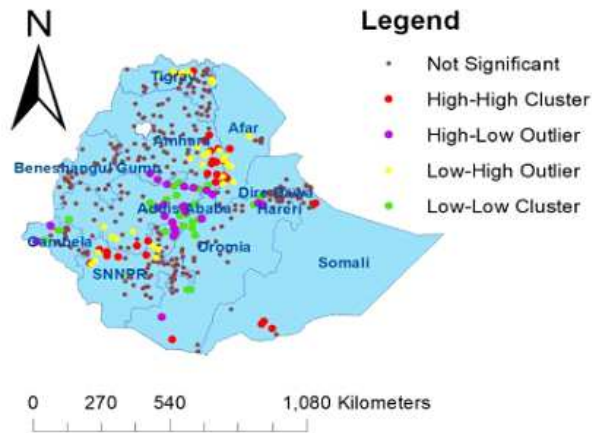 N
Legend
Not Significant
High-High Cluster
High-Low Outlier
Low-High Outlier
Low-Low Cluster
Tigray
Afar
Amhara
Beneshangul Gumu
Dire Dawa
Addis Ababa
Hareri
Gambela
Oromia
Somali
SNNPR
0 270 540 1,080 Kilometers